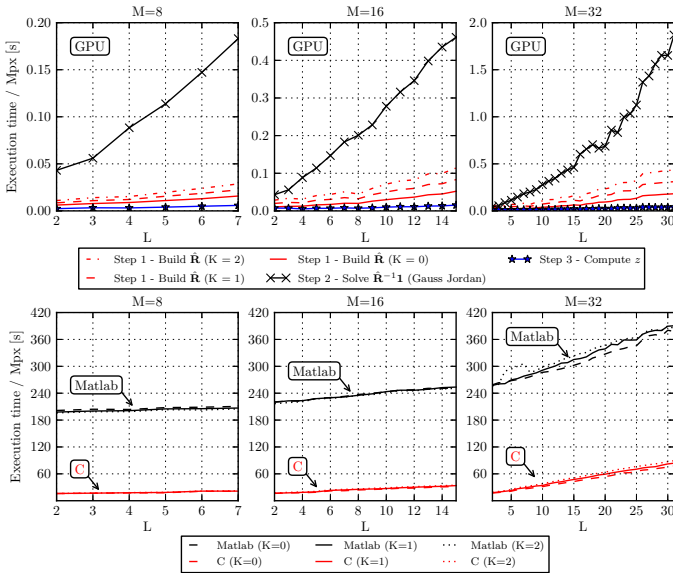 M=8 M=16 M=32
Execution time / Mpx [s]
0.20 0.15 0.10 0.05 0.00
GPU
2 3 4 5 6 7
L
0.5 0.4 0.3 0.2 0.1 0.0
GPU
2 4 6 8 10 12 14
L
2.0 1.5 1.0 0.5 0.0
GPU
5 10 15 20 25 30
L
Step 1 - Build R̂ (K = 2) Step 1 - Build R̂ (K = 0) Step 3 - Compute z
Step 1 - Build R̂ (K = 1) Step 2 - Solve R̂⁻¹1 (Gauss Jordan)
M=8 M=16 M=32
Execution time / Mpx [s]
420 360 300 240 180 120 60
Matlab
C
2 3 4 5 6 7
L
420 360 300 240 180 120 60
Matlab
C
2 4 6 8 10 12 14
L
420 360 300 240 180 120 60
Matlab
C
5 10 15 20 25 30
L
Matlab (K=0) Matlab (K=1) Matlab (K=2)
C (K=0) C (K=1) C (K=2)